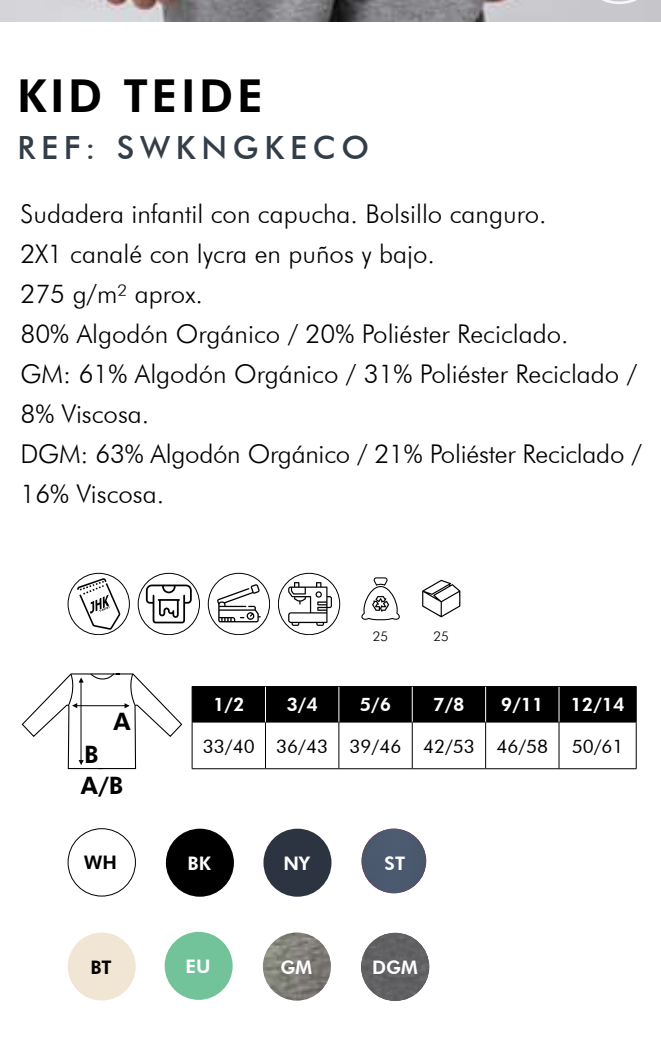 KID TEIDE
REF: SWKNGKECO
Sudadera infantil con capucha. Bolsillo canguro.
2X1 canalé con lycra en puños y bajo.
275 g/m² aprox.
80% Algodón Orgánico / 20% Poliéster Reciclado.
GM: 61% Algodón Orgánico / 31% Poliéster Reciclado /
8% Viscosa.
DGM: 63% Algodón Orgánico / 21% Poliéster Reciclado /
16% Viscosa.
JHK
25 25
1/2 3/4 5/6 7/8 9/11 12/14
33/40 36/43 39/46 42/53 46/58 50/61
A
B
A/B
WH BK NY ST
BT EU GM DGM